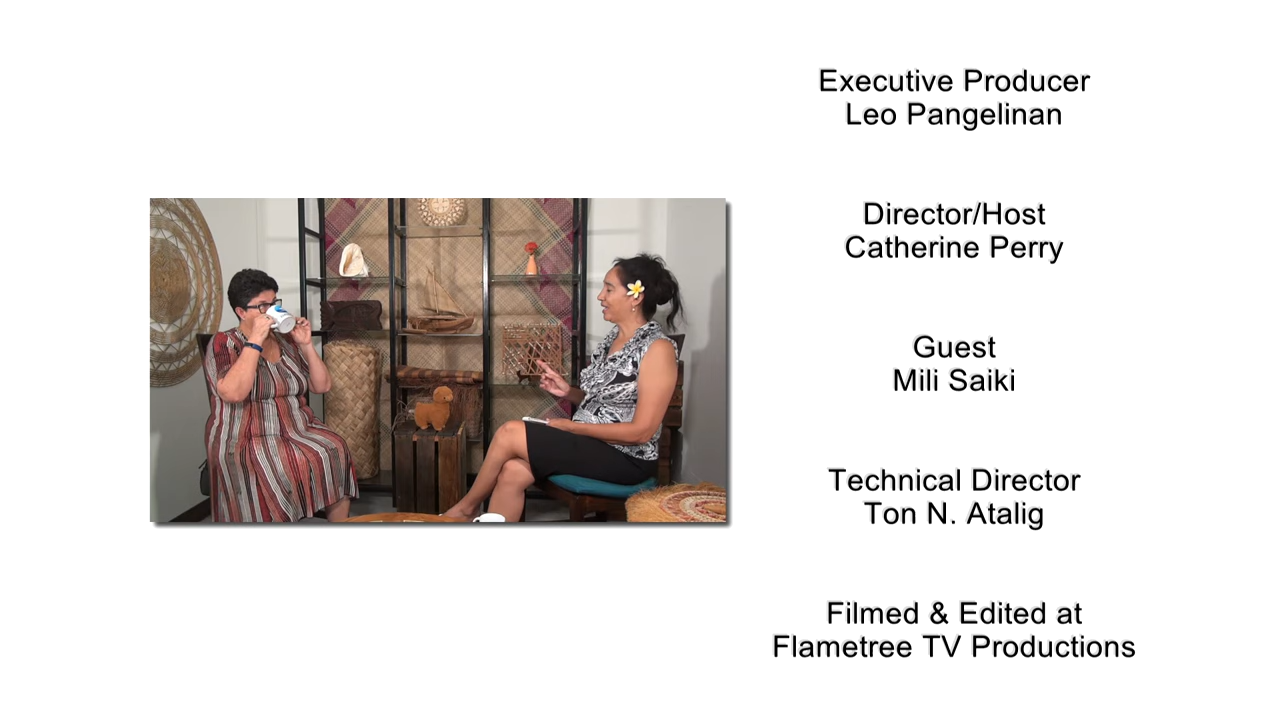 Executive Producer
Leo Pangelinan
Director/Host
Catherine Perry
Guest
Mili Saiki
Technical Director
Ton N. Atalig
Filmed & Edited at
Flametree TV Productions